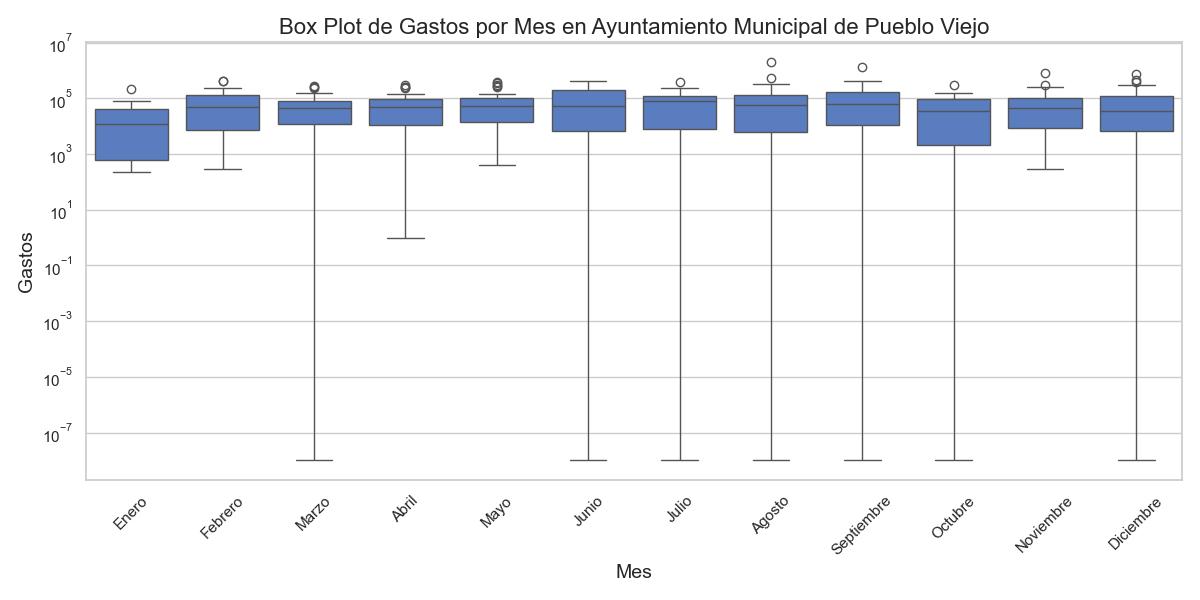 Box Plot de Gastos por Mes en Ayuntamiento Municipal de Pueblo Viejo
10^7
10^5
10^3
10^1
10^−1
10^−3
10^−5
10^−7
Gastos
Enero
Febrero
Marzo
Abril
Mayo
Junio
Julio
Agosto
Septiembre
Octubre
Noviembre
Diciembre
Mes